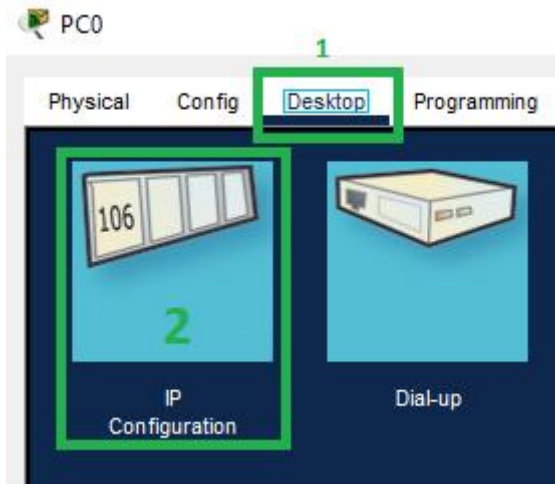 PC0
1
Physical Config Desktop Programming
106
2
IP
Configuration
Dial-up